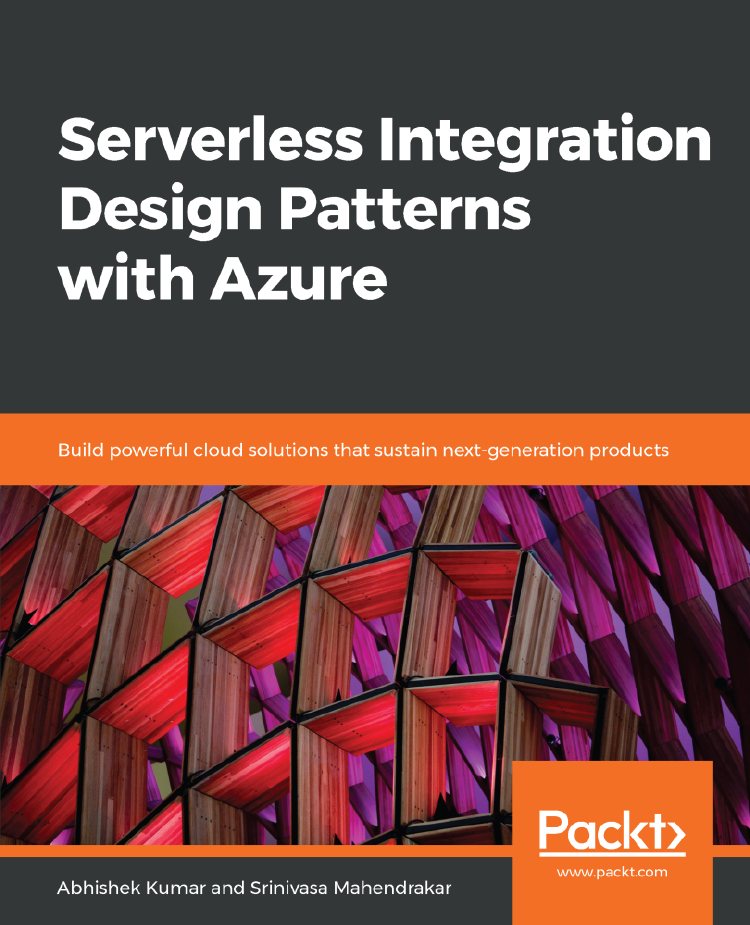 Serverless Integration
Design Patterns
with Azure
Build powerful cloud solutions that sustain next-generation products
Packt>
www.packt.com
Abhishek Kumar and Srinivasa Mahendrakar